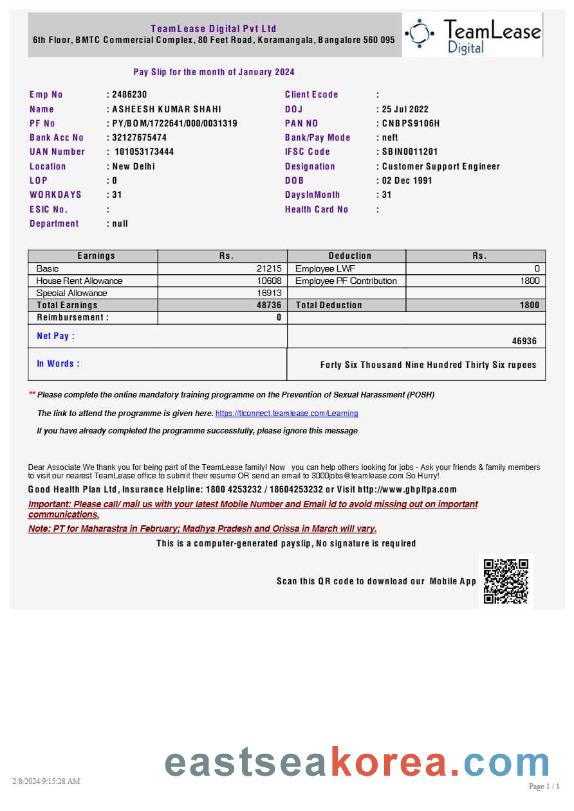 TeamLease Digital Pvt Ltd
6th Floor, BMTC Commercial Complex, 80 Feet Road, Koramangala, Bangalore 560 095
TeamLease
Digital
Pay Slip for the month of January 2024
Emp No : 2486230 Client Ecode :
Name : ASHEESH KUMAR SHAHI DOJ : 25 Jul 2022
PF No : PY/BOM/1722641/000/0031319 PAN NO : CNBPS9106H
Bank Acc No : 32127675474 Bank/Pay Mode : neft
UAN Number : 101053173444 IFSC Code : SBIN0011201
Location : New Delhi Designation : Customer Support Engineer
LOP : 0 DOB : 02 Dec 1991
WORKDAYS : 31 DaysInMonth : 31
ESIC No. : Health Card No :
Department : null
Earnings Rs. Deduction Rs.
Basic 21215 Employee LWF 0
House Rent Allowance 10608 Employee PF Contribution 1800
Special Allowance 16913
Total Earnings 48736 Total Deduction 1800
Reimbursement : 0
Net Pay : 46936
In Words : Forty Six Thousand Nine Hundred Thirty Six rupees
** Please complete the online mandatory training programme on the Prevention of Sexual Harassment (POSH)
The link to attend the programme is given here. https://tlconnect.teamlease.com/Learning
If you have already completed the programme successfully, please ignore this message
Dear Associate We thank you for being part of the TeamLease family! Now you can help others looking for jobs - Ask your friends & family members
to visit our nearest TeamLease office to submit their resume OR send an email to 3000jobs@teamlease.com So Hurry!
Good Health Plan Ltd, Insurance Helpline: 1800 4253232 / 18604253232 or Visit http://www.ghpltpa.com
Important: Please call/ mail us with your latest Mobile Number and Email id to avoid missing out on important
communications.
Note: PT for Maharastra in February; Madhya Pradesh and Orissa in March will vary.
This is a computer-generated payslip, No signature is required
Scan this QR code to download our Mobile App
eastseakorea.com
2/8/2024 9:15:28 AM
Page 1 / 1